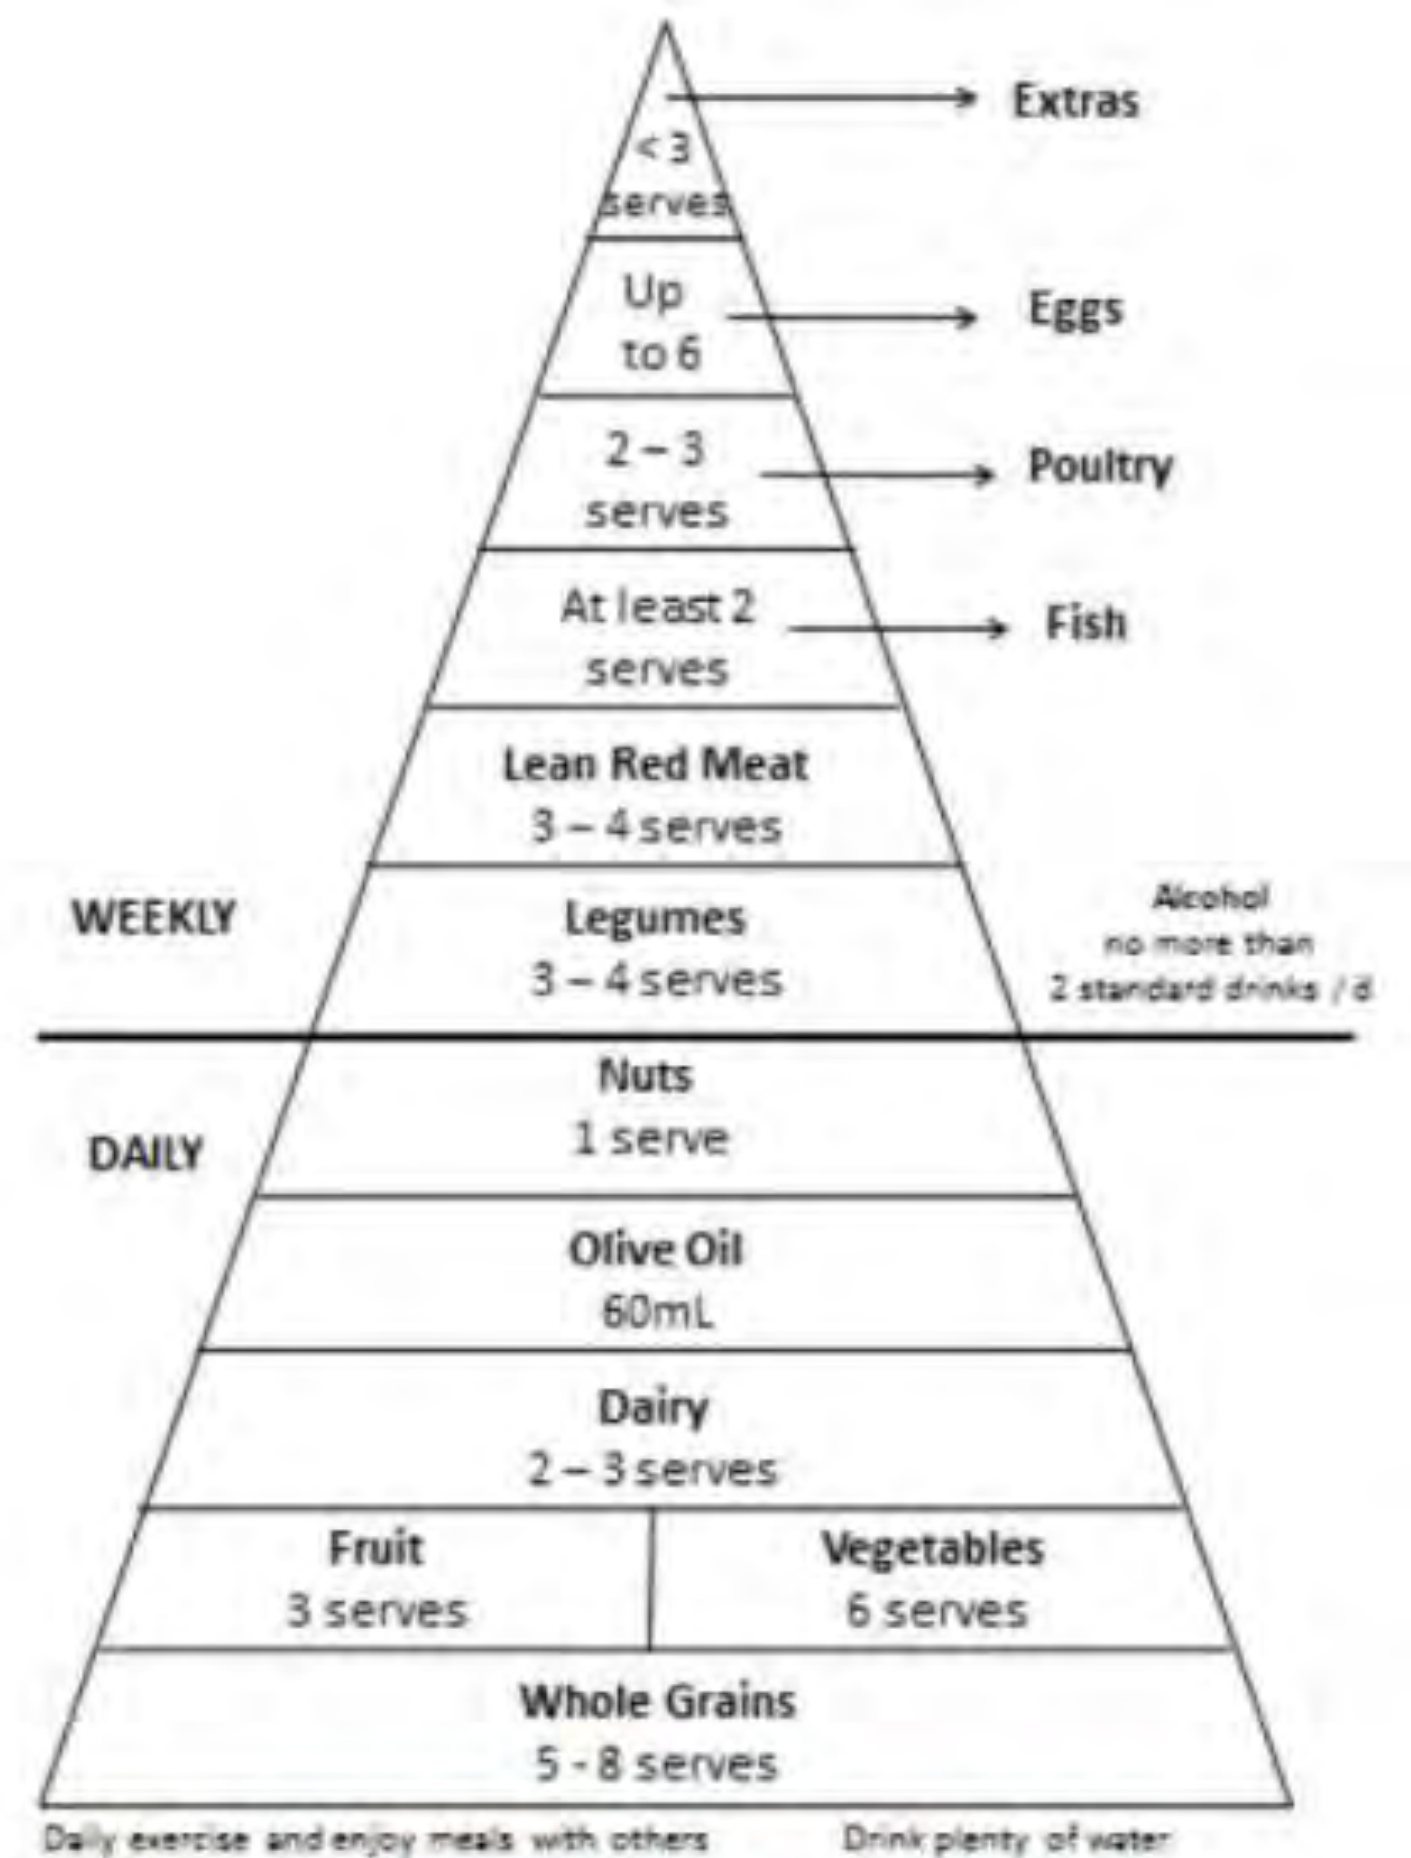 Extras
< 3
serves
Up
to 6
Eggs
2 – 3
serves
Poultry
At least 2
serves
Fish
Lean Red Meat
3 – 4 serves
WEEKLY
Legumes
3 – 4 serves
Alcohol
no more than
2 standard drinks / d
DAILY
Nuts
1 serve
Olive Oil
60mL
Dairy
2 – 3 serves
Fruit
3 serves
Vegetables
6 serves
Whole Grains
5 - 8 serves
Daily exercise and enjoy meals with others
Drink plenty of water